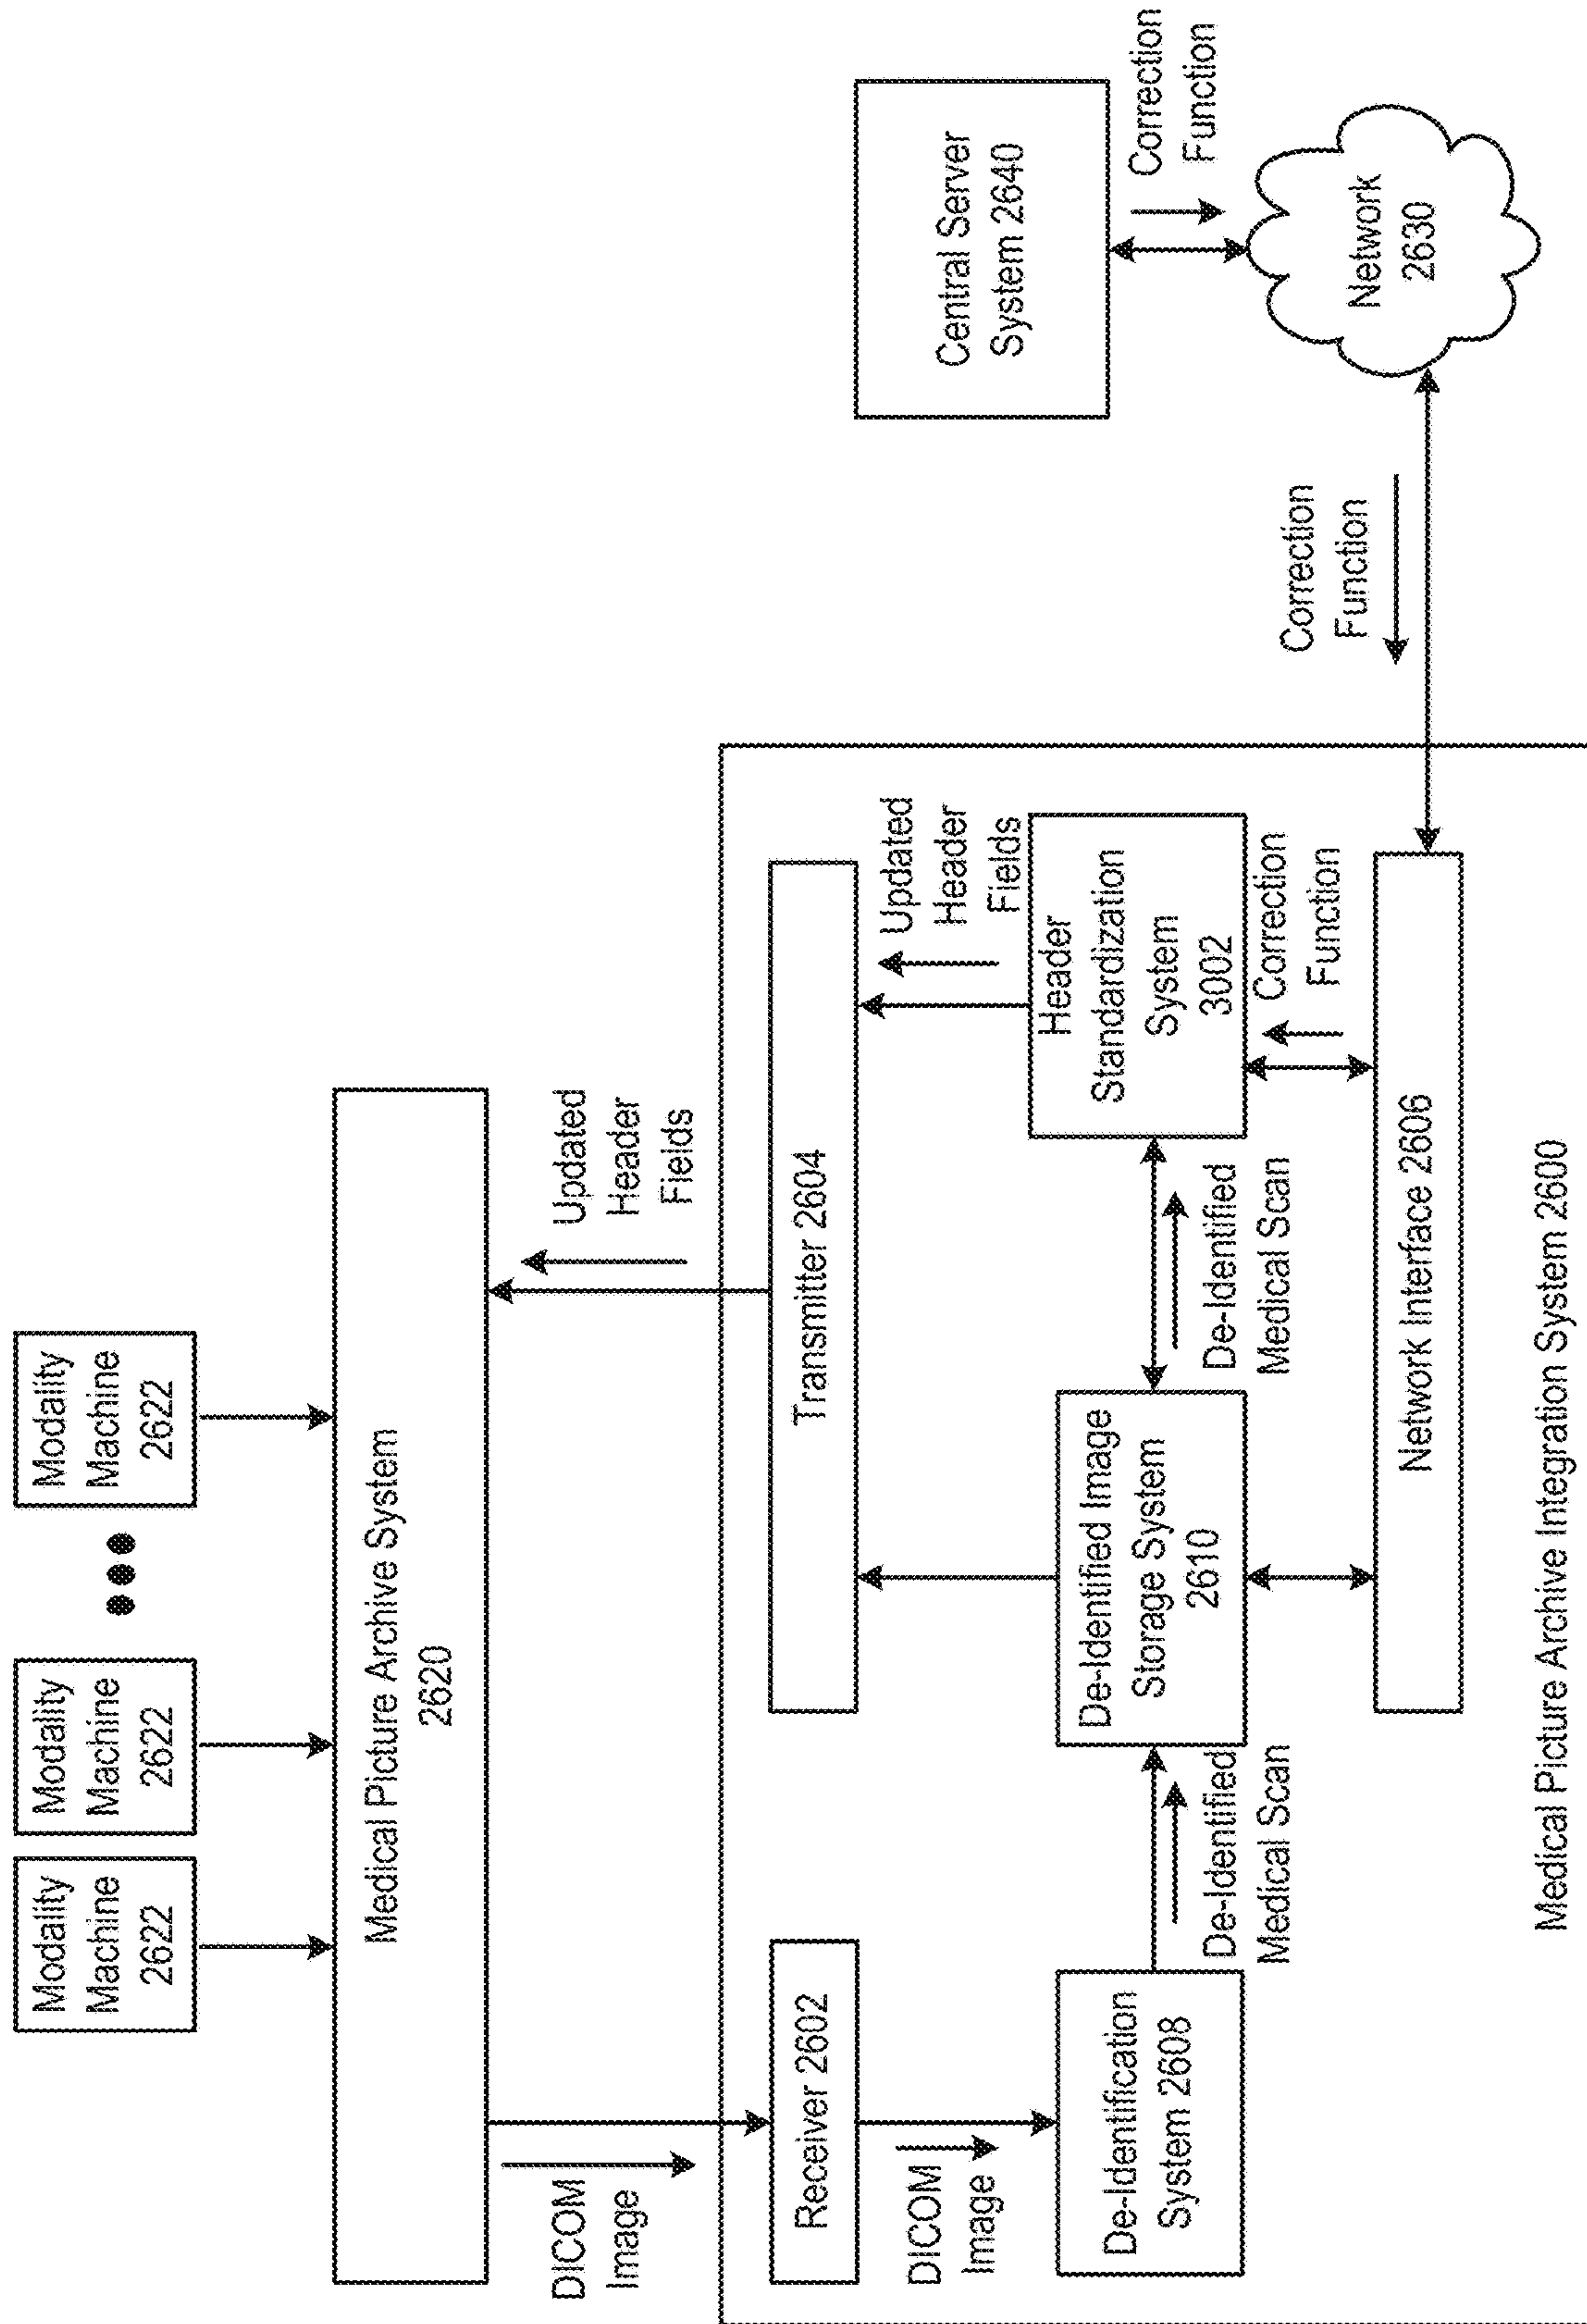 Modality
Machine
2622
Modality
Machine
2622
Modality
Machine
2622
Medical Picture Archive System
2620
DICOM
Image
Updated
Header
Fields
Receiver 2602
Transmitter 2604
DICOM
Image
Updated
Header
Fields
De-Identification
System 2608
De-Identified
Medical Scan
De-Identified Image
Storage System
2610
De-Identified
Medical Scan
Header
Standardization
System
3002
Correction
Function
Network Interface 2606
Medical Picture Archive Integration System 2600
Central Server
System 2640
Correction
Function
Correction
Function
Network
2630